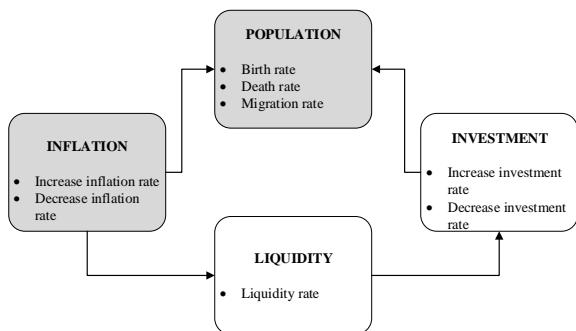 POPULATION
• Birth rate
• Death rate
• Migration rate
INFLATION
• Increase inflation rate
• Decrease inflation
rate
INVESTMENT
• Increase investment
rate
• Decrease investment
rate
LIQUIDITY
• Liquidity rate